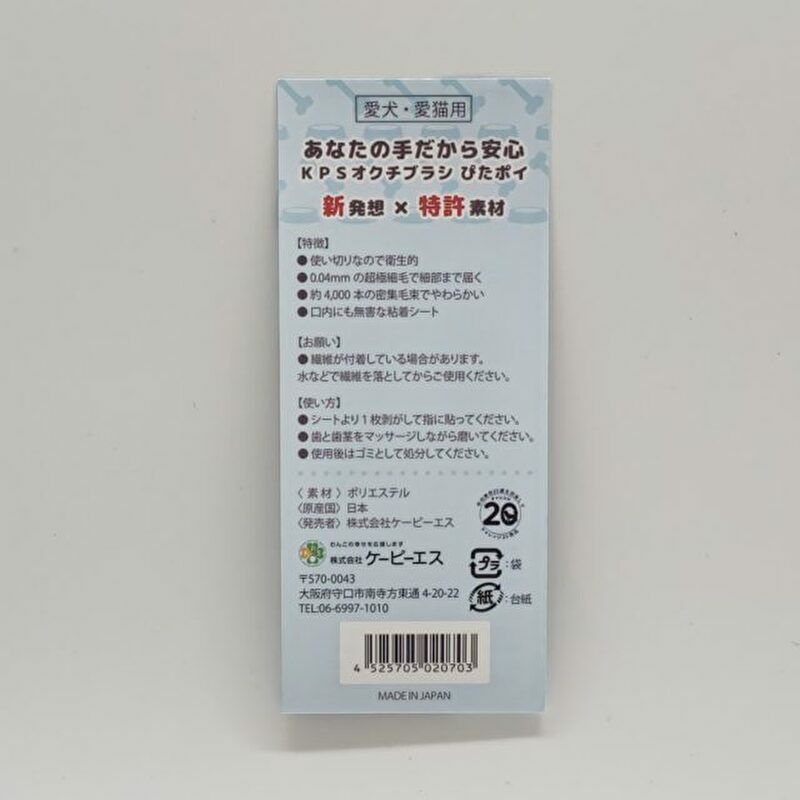 愛犬・愛猫用
あなたの手だから安心
KPSオクチブラシ ぴたポイ
新発想 × 特許素材
【特徴】
●使い切りなので衛生的
●0.04mmの超極細毛で細部まで届く
●約4,000本の密集毛束でやわらかい
●口内にも無害な粘着シート
【お願い】
●繊維が付着している場合があります。
水などで繊維を落としてからご使用ください。
【使い方】
●シートより1枚剥がして指に貼ってください。
●歯と歯茎をマッサージしながら磨いてください。
●使用後はゴミとして処分してください。
〈素材〉ポリエステル
〈原産国〉日本
〈発売者〉株式会社ケーピーエス
20
わんこの幸せを応援します
株式会社ケーピーエス
プラ:袋
〒570-0043
大阪府守口市南寺方東通4-20-22
紙:台紙
TEL:06-6997-1010
4 525705 020703
MADE IN JAPAN